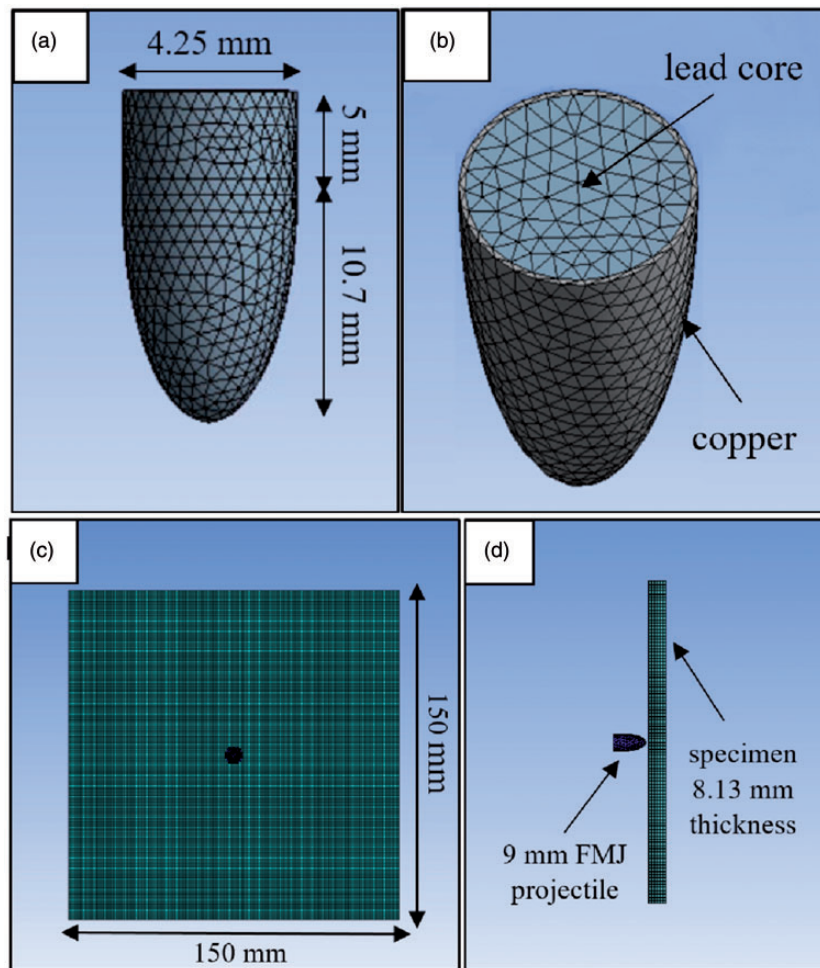 (a)
4.25 mm
5 mm
10.7 mm
(b)
lead core
copper
(c)
150 mm
150 mm
(d)
specimen
8.13 mm
thickness
9 mm FMJ
projectile